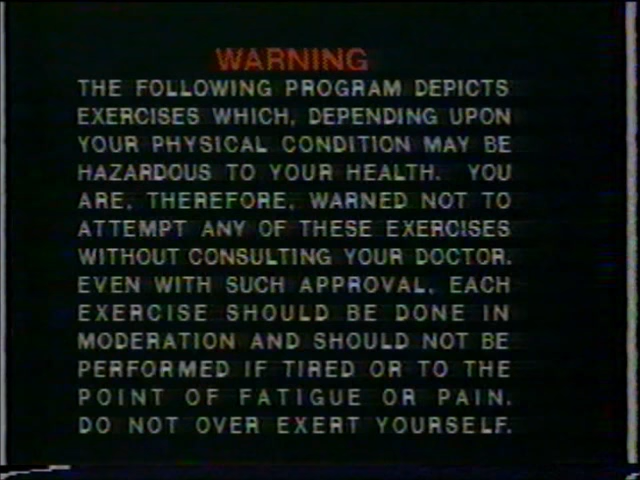 WARNING
THE FOLLOWING PROGRAM DEPICTS
EXERCISES WHICH, DEPENDING UPON
YOUR PHYSICAL CONDITION MAY BE
HAZARDOUS TO YOUR HEALTH. YOU
ARE, THEREFORE, WARNED NOT TO
ATTEMPT ANY OF THESE EXERCISES
WITHOUT CONSULTING YOUR DOCTOR.
EVEN WITH SUCH APPROVAL, EACH
EXERCISE SHOULD BE DONE IN
MODERATION AND SHOULD NOT BE
PERFORMED IF TIRED OR TO THE
POINT OF FATIGUE OR PAIN.
DO NOT OVER EXERT YOURSELF.